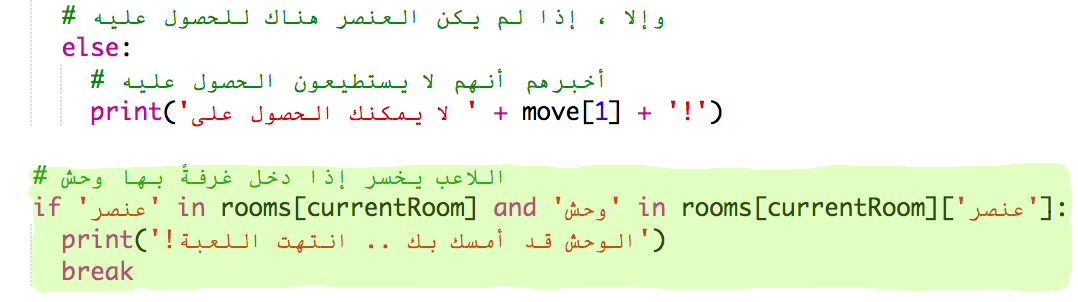 # وإلا ، إذا لم يكن العنصر هناك للحصول عليه
else:
# أخبرهم أنهم لا يستطيعون الحصول عليه
print('لا يمكنك الحصول على ' + move[1] + '!')
# اللاعب يخسر إذا دخل غرفةً بها وحش
if 'عنصر' in rooms[currentRoom] and 'وحش' in rooms[currentRoom]['عنصر']:
print('الوحش قد أمسك بك .. انتهت اللعبة!')
break